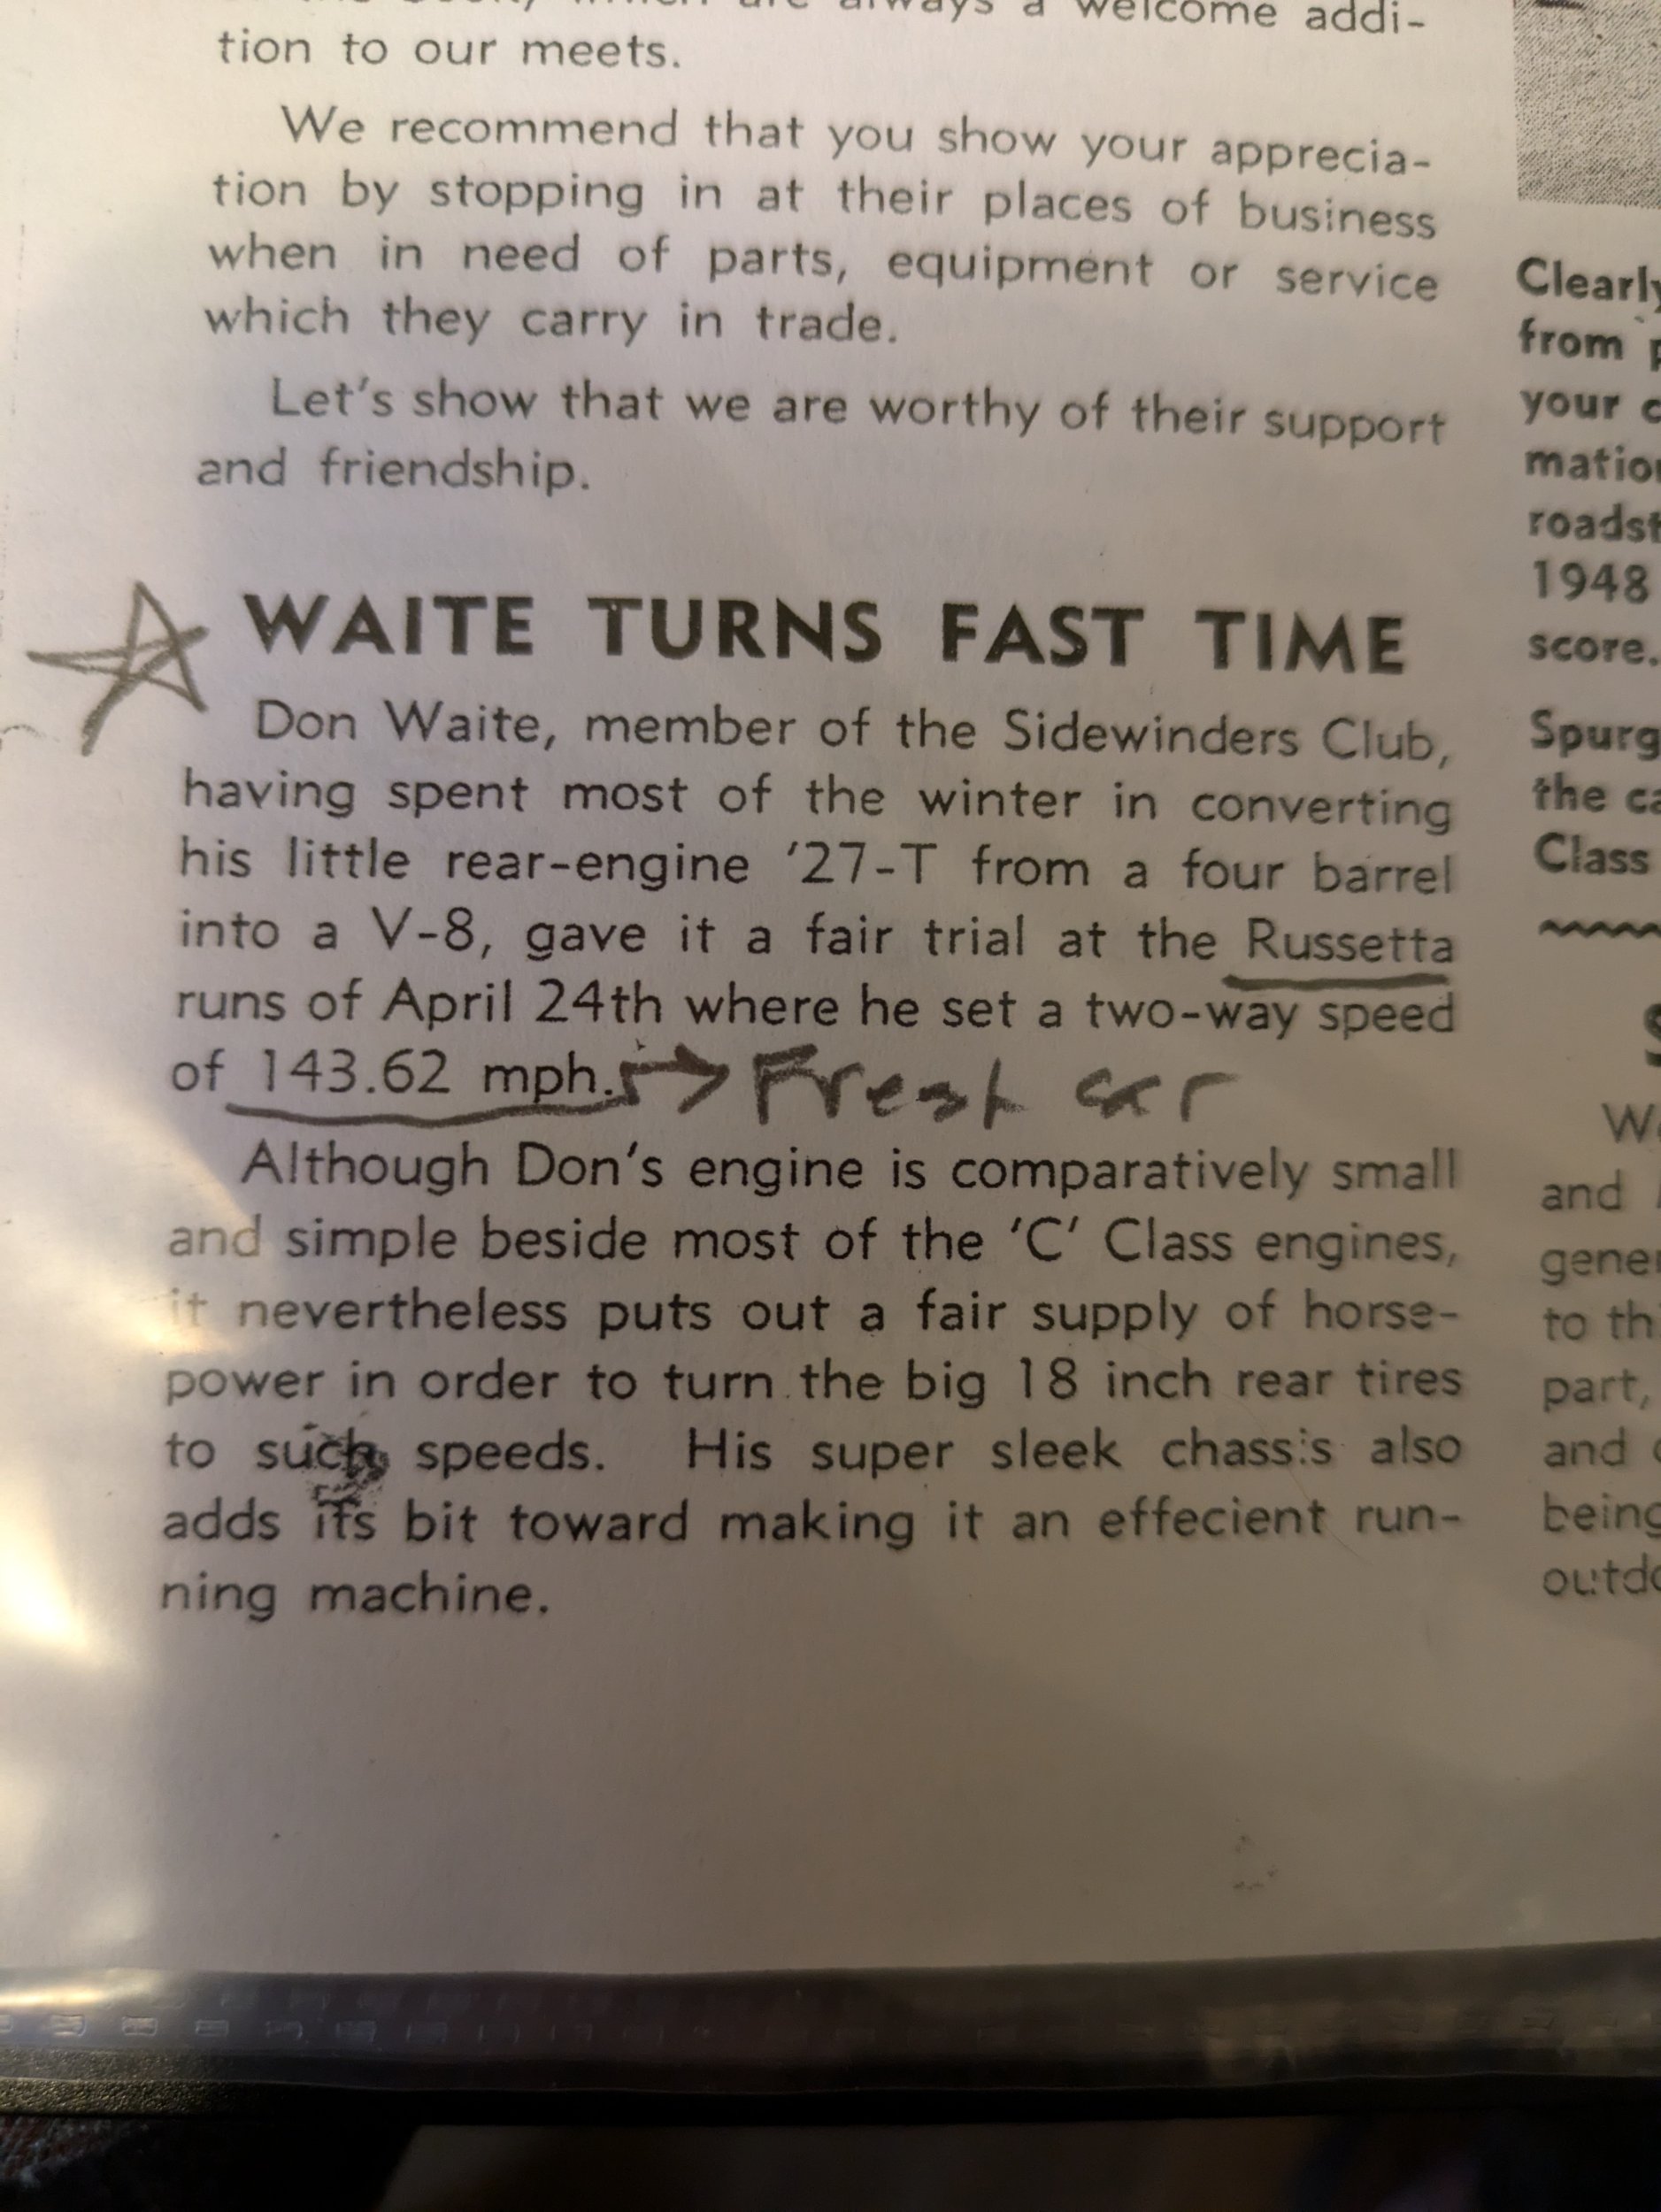 always a welcome addi-
tion to our meets.
We recommend that you show your apprecia-
tion by stopping in at their places of business
when in need of parts, equipment or service
which they carry in trade.
Let's show that we are worthy of their support
and friendship.
WAITE TURNS FAST TIME
Don Waite, member of the Sidewinders Club,
having spent most of the winter in converting
his little rear-engine '27-T from a four barrel
into a V-8, gave it a fair trial at the Russetta
runs of April 24th where he set a two-way speed
of 143.62 mph. → Fresh car
Although Don's engine is comparatively small
and simple beside most of the 'C' Class engines,
it nevertheless puts out a fair supply of horse-
power in order to turn the big 18 inch rear tires
to such speeds. His super sleek chassis also
adds its bit toward making it an effecient run-
ning machine.
Clearly
from
your
roadst
1948
score.
Spurg
the
Class
and
to
part,
and
being